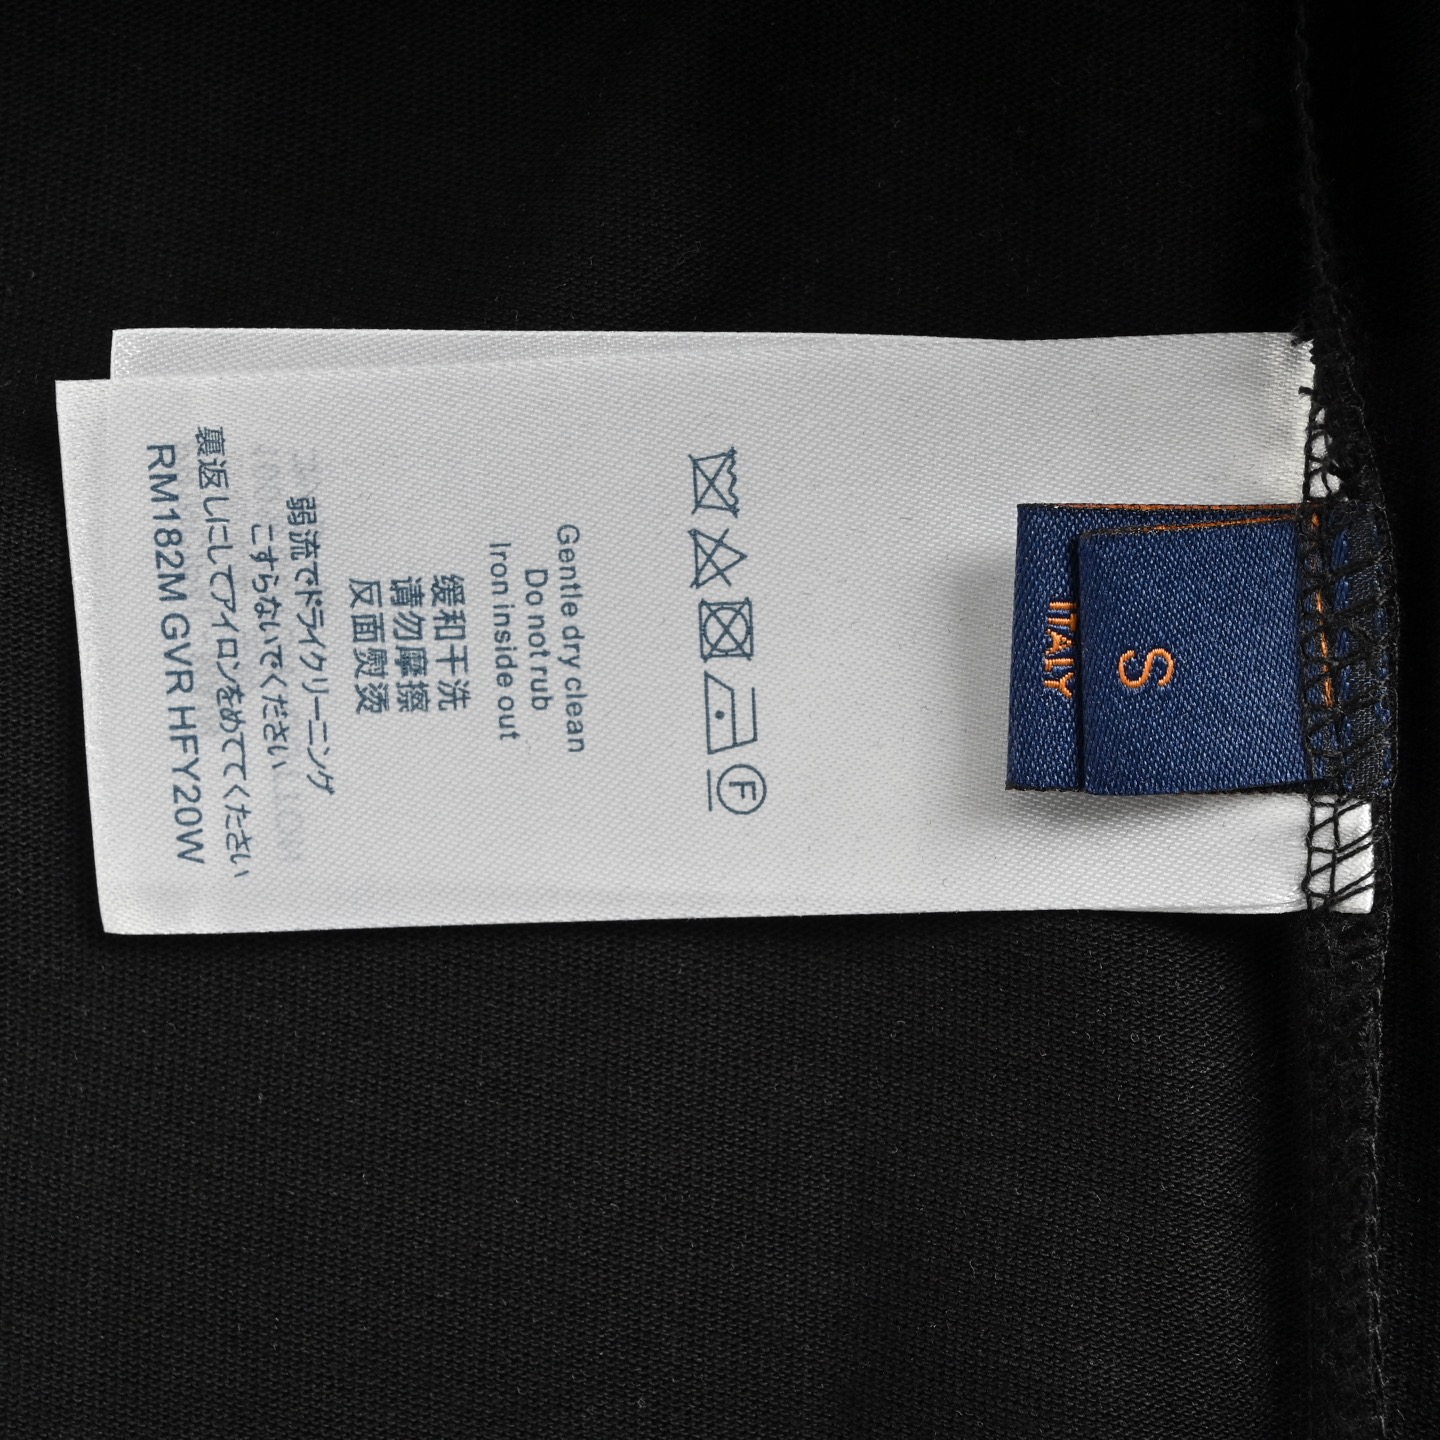 ITALY
S
F
Gentle dry clean
Do not rub
Iron inside out
缓和干洗
请勿摩擦
反面熨烫
弱流でドライクリーニング
こすらないでください
裏返しにしてアイロンをめててください
RM182M GVR HFY20W